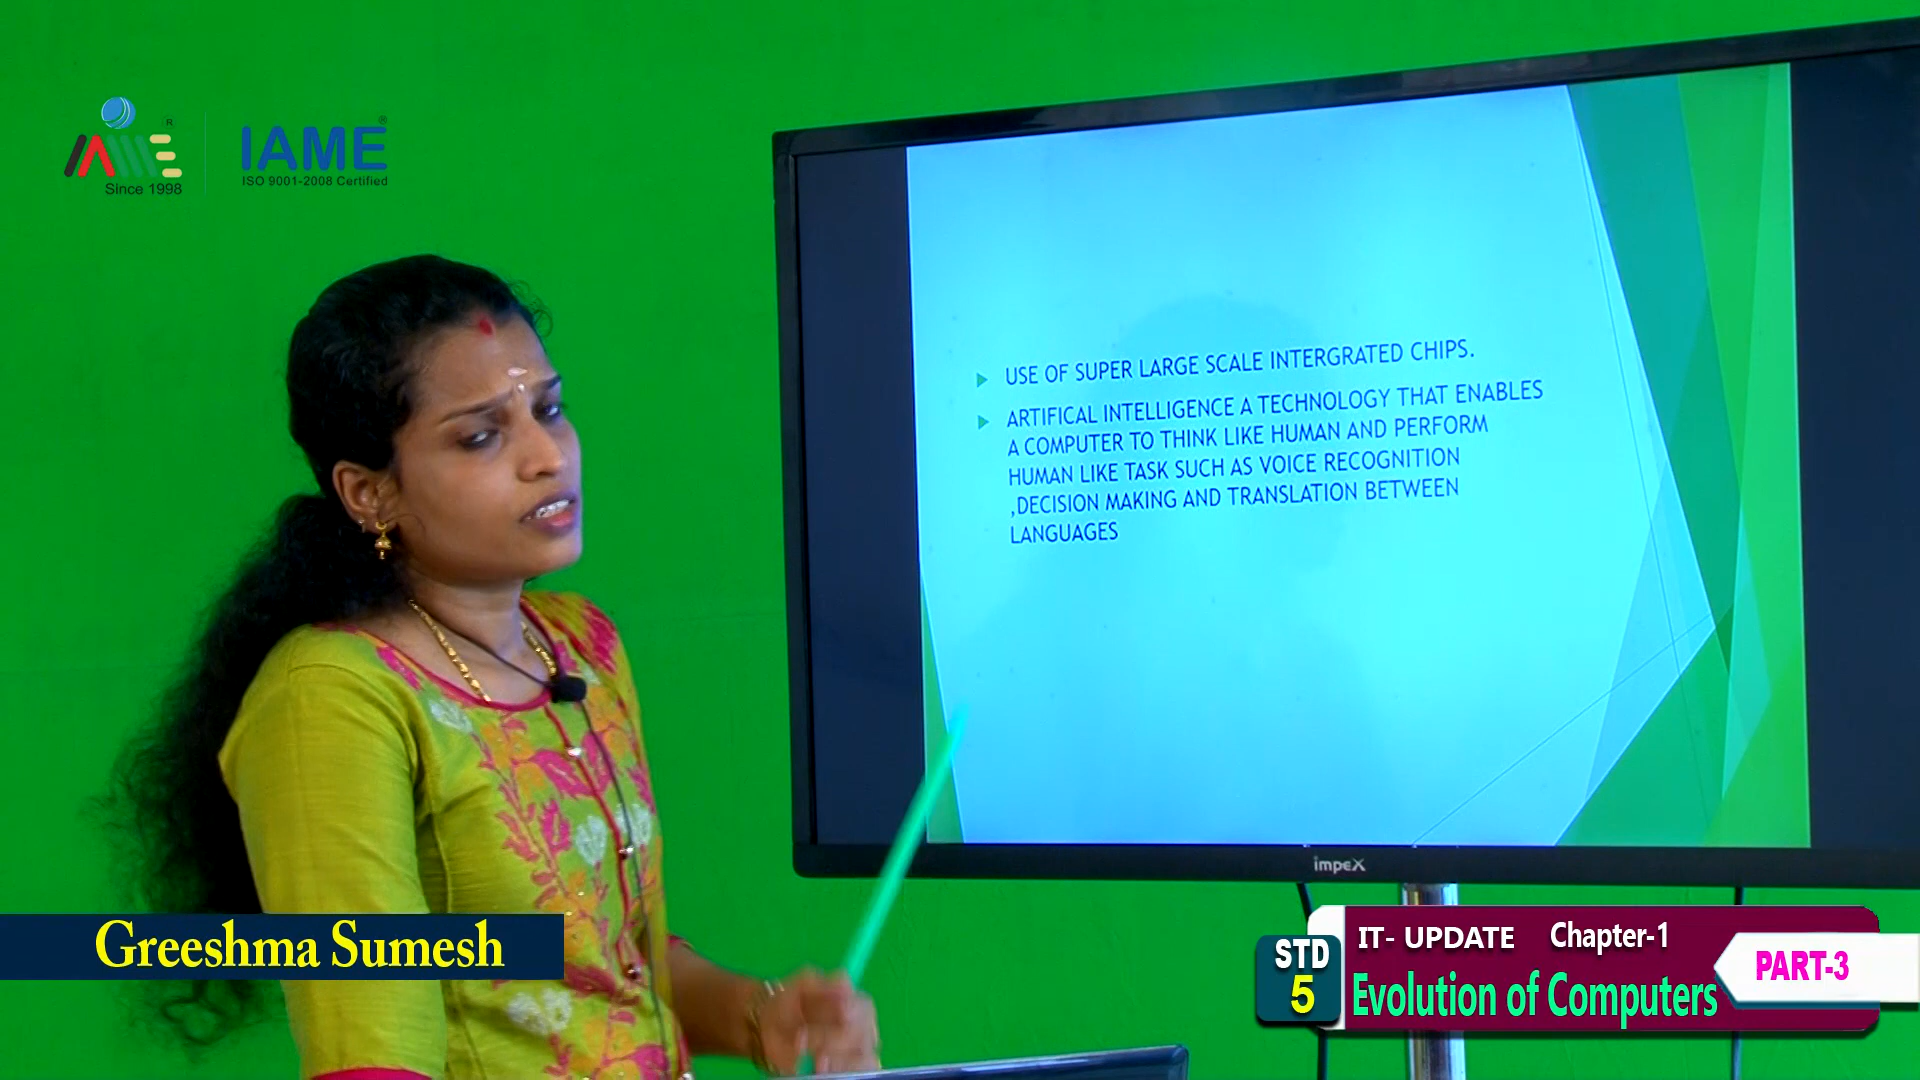 R
Since 1998
IAME
®
ISO 9001-2008 Certified
USE OF SUPER LARGE SCALE INTERGRATED CHIPS.
ARTIFICAL INTELLIGENCE A TECHNOLOGY THAT ENABLES
A COMPUTER TO THINK LIKE HUMAN AND PERFORM
HUMAN LIKE TASK SUCH AS VOICE RECOGNITION
,DECISION MAKING AND TRANSLATION BETWEEN
LANGUAGES
impex
Greeshma Sumesh
STD
5
IT- UPDATE Chapter-1
Evolution of Computers
PART-3